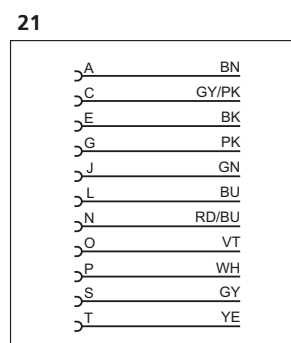 21
A BN
C GY/PK
E BK
G PK
J GN
L BU
N RD/BU
O VT
P WH
S GY
T YE